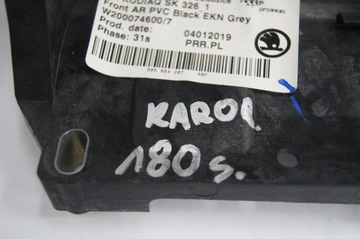 KODIAQ SK 326_1
Front AR PVC Black EKN Grey
W200074600/7
Prod. date: 04012019
Phase: 31s PRR.PL
KAROQ
180 s.